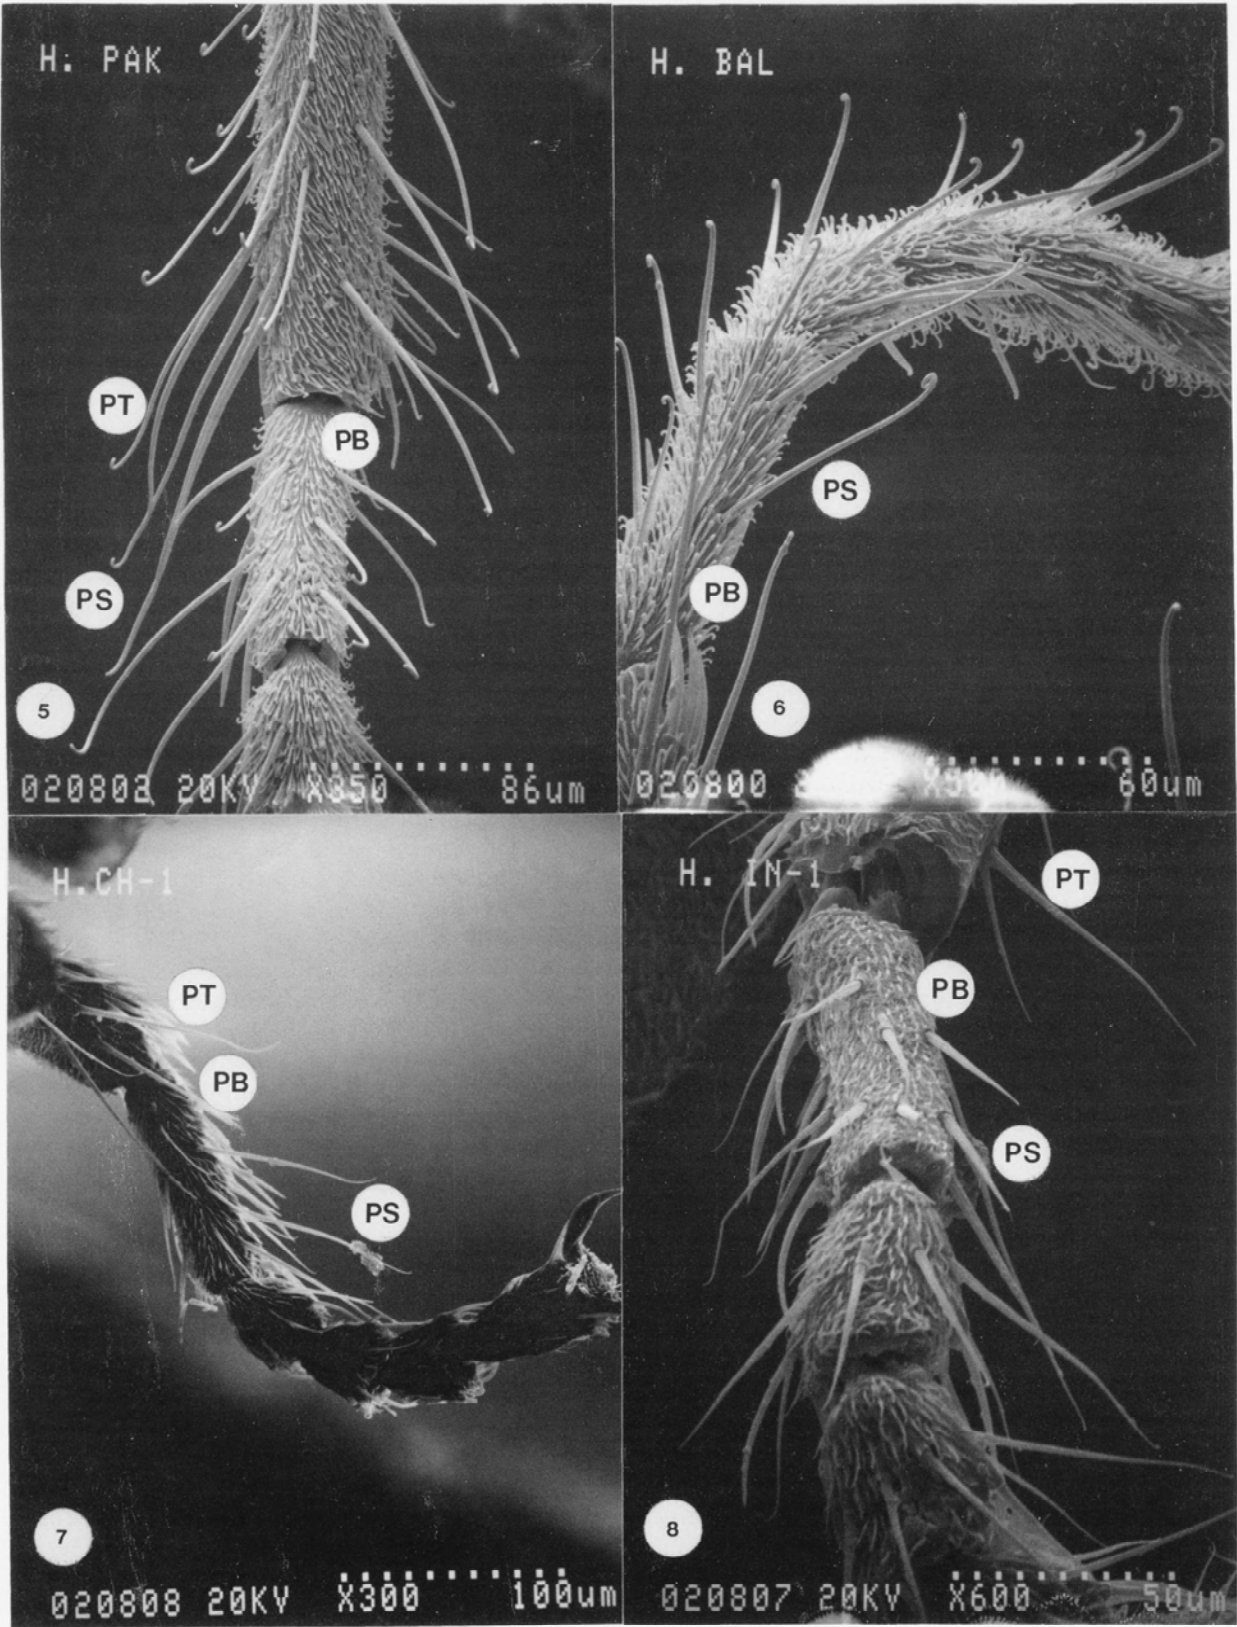 H. PAK
PT
PB
PS
5
020802 20KV X350 86um
H. BAL
PS
PB
6
020800 60um
H.CH-1
PT
PB
PS
7
020808 20KV X300 100um
H. IN-1
PT
PB
PS
8
020807 20KV X600 50um